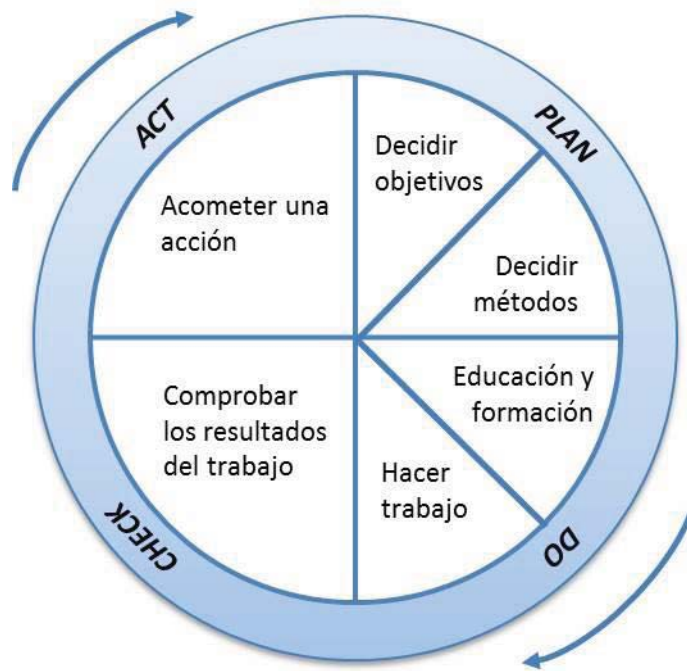 ACT
PLAN
Decidir
objetivos
Acometer una
acción
Decidir
métodos
Educación y
formación
Comprobar
los resultados
del trabajo
Hacer
trabajo
CHECK
DO